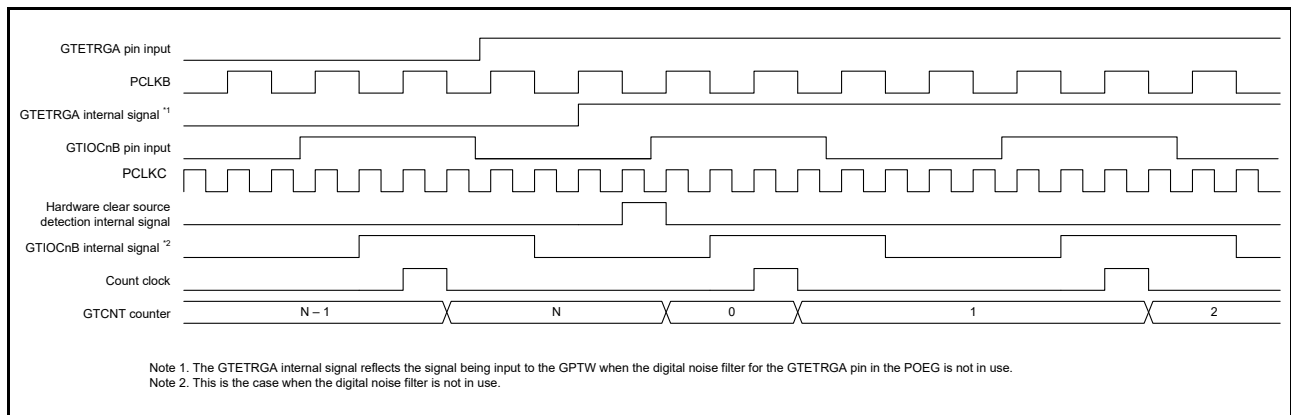 GTETRGA pin input
PCLKB
GTETRGA internal signal *1
GTIOCnB pin input
PCLKC
Hardware clear source
detection internal signal
GTIOCnB internal signal *2
Count clock
GTCNT counter
N – 1
N
0
1
2
Note 1. The GTETRGA internal signal reflects the signal being input to the GPTW when the digital noise filter for the GTETRGA pin in the POEG is not in use.
Note 2. This is the case when the digital noise filter is not in use.